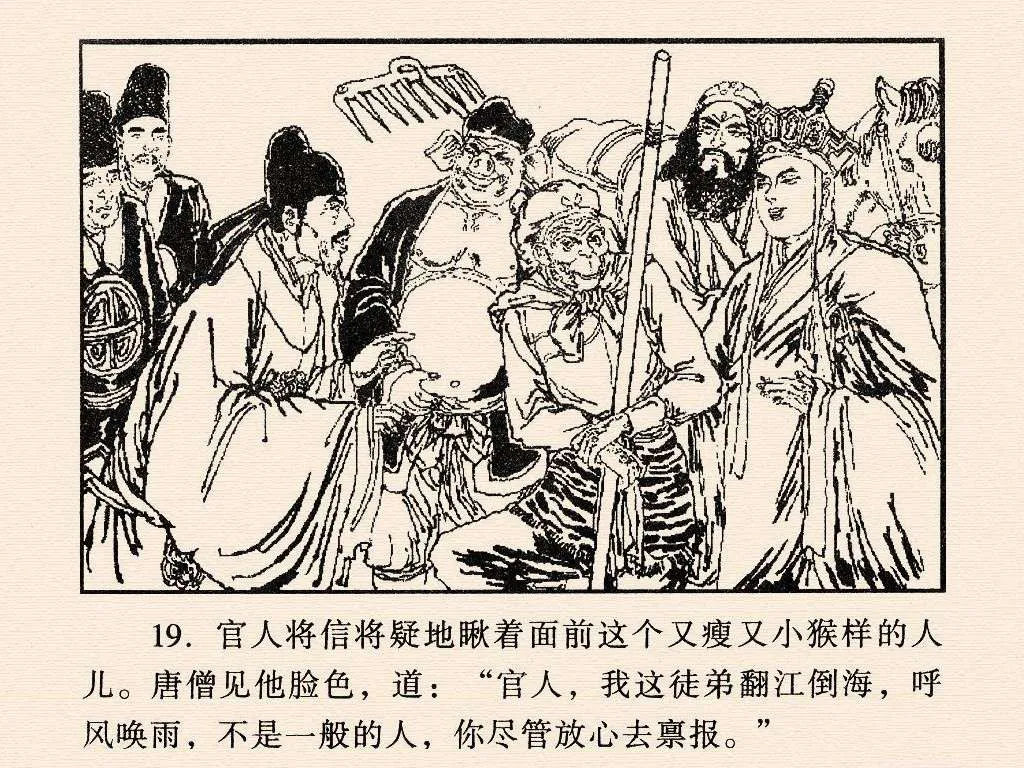 19. 官人将信将疑地瞅着面前这个又瘦又小猴样的人
儿。唐僧见他脸色，道：“官人，我这徒弟翻江倒海，呼
风唤雨，不是一般的人，你尽管放心去禀报。”